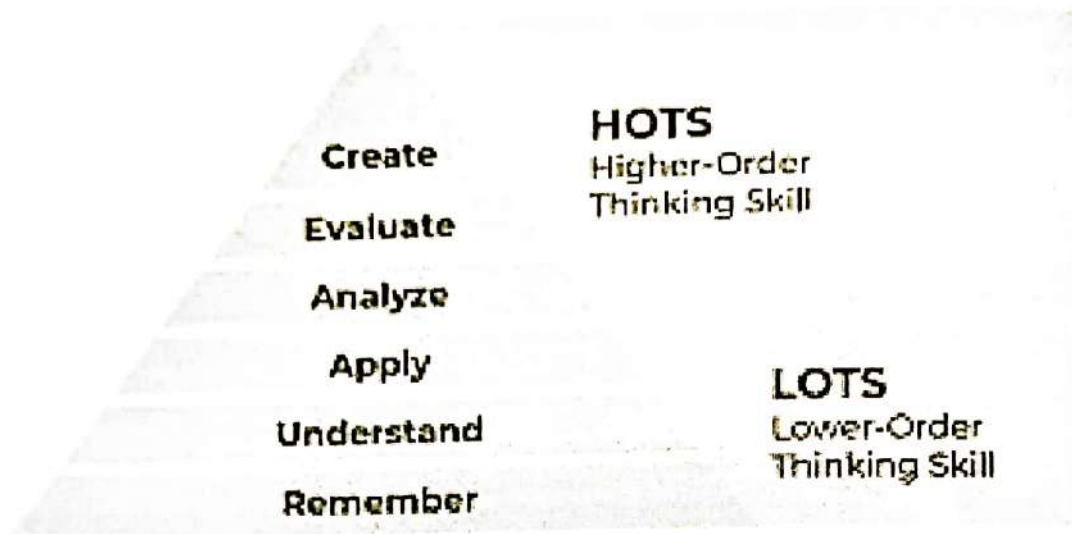 Create
Evaluate
Analyze
Apply
Understand
Remember
HOTS
Higher-Order
Thinking Skill
LOTS
Lower-Order
Thinking Skill